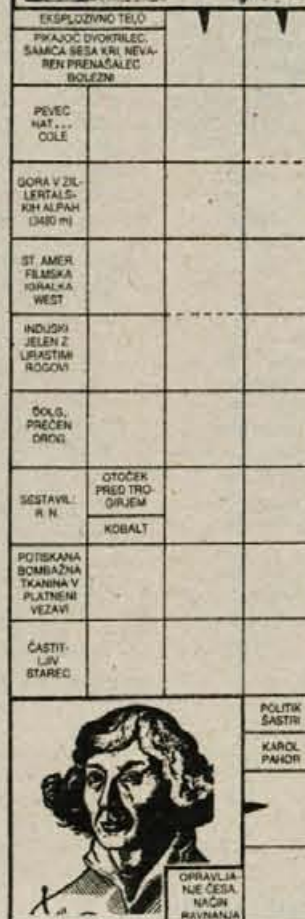 EKSPLOZIVNO TELO
PIKAJOČ DVOKRILEC,
SAMICA SESA KRI, NEVA-
REN PRENAŠALEC
BOLEZNI
PEVEC
NAT...
COLE
GORA V ZIL-
LERTALS-
KIH ALPAH
(3480 m)
ST. AMER.
FILMSKA
IGRALKA
WEST
INDIJSKI
JELEN Z
LIRASTIMI
ROGOVI
DOLG,
PREČEN
DROG
SESTAVIL:
R. N.
OTOČEK
PRED TRO-
GIRJEM
KOBALT
POTISKANA
BOMBAŽNA
TKANINA V
PLATNENI
VEZAVI
ČASTIT-
LJIV
STAREC
POLITIK
ŠASTRI
KAROL
PAHOR
OPRAVLJA-
NJE ČESA,
NAČIN
RAVNANJA